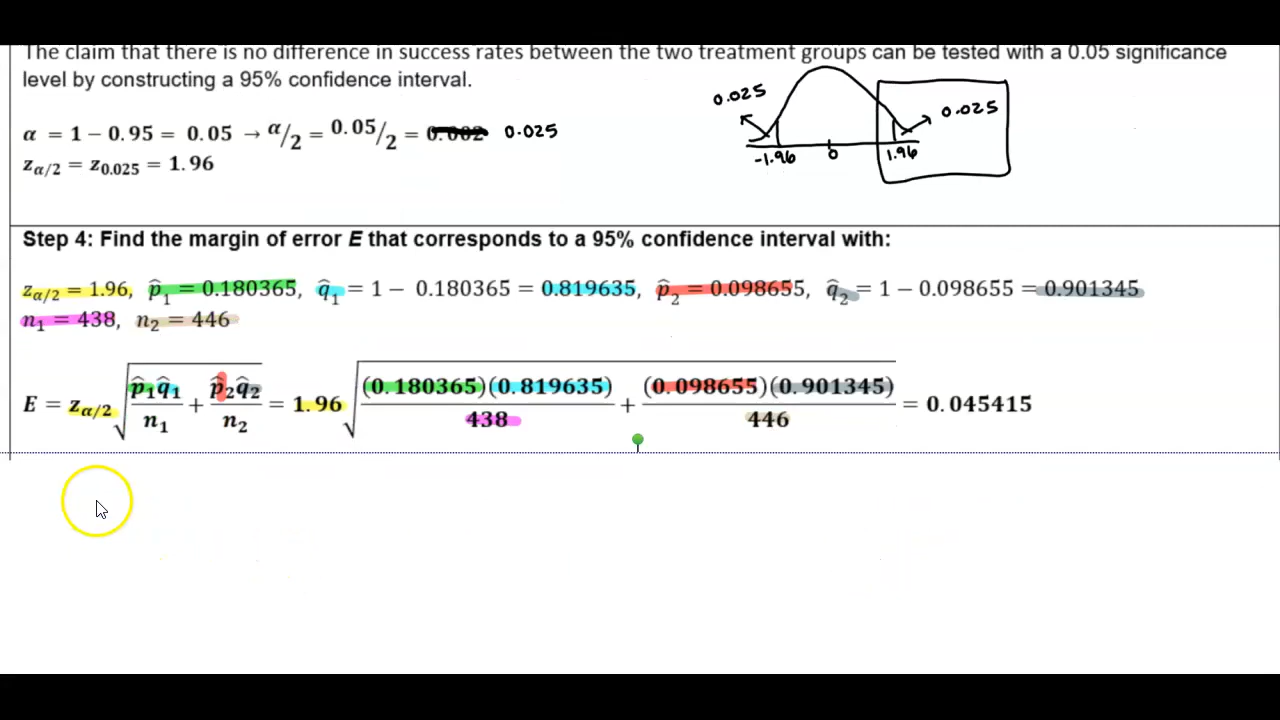 The claim that there is no difference in success rates between the two treatment groups can be tested with a 0.05 significance
level by constructing a 95% confidence interval.
α = 1 − 0.95 = 0.05 → α/2 = 0.05/2 = 0.002 0.025
z_{α/2} = z_{0.025} = 1.96
0.025
0.025
-1.96 0 1.96
Step 4: Find the margin of error E that corresponds to a 95% confidence interval with:
z_{α/2} = 1.96, p̂₁ = 0.180365, q̂₁ = 1 − 0.180365 = 0.819635, p̂₂ = 0.098655, q̂₂ = 1 − 0.098655 = 0.901345
n₁ = 438, n₂ = 446
E = z_{α/2} √(p̂₁q̂₁/n₁ + p̂₂q̂₂/n₂) = 1.96 √((0.180365)(0.819635)/438 + (0.098655)(0.901345)/446) = 0.045415